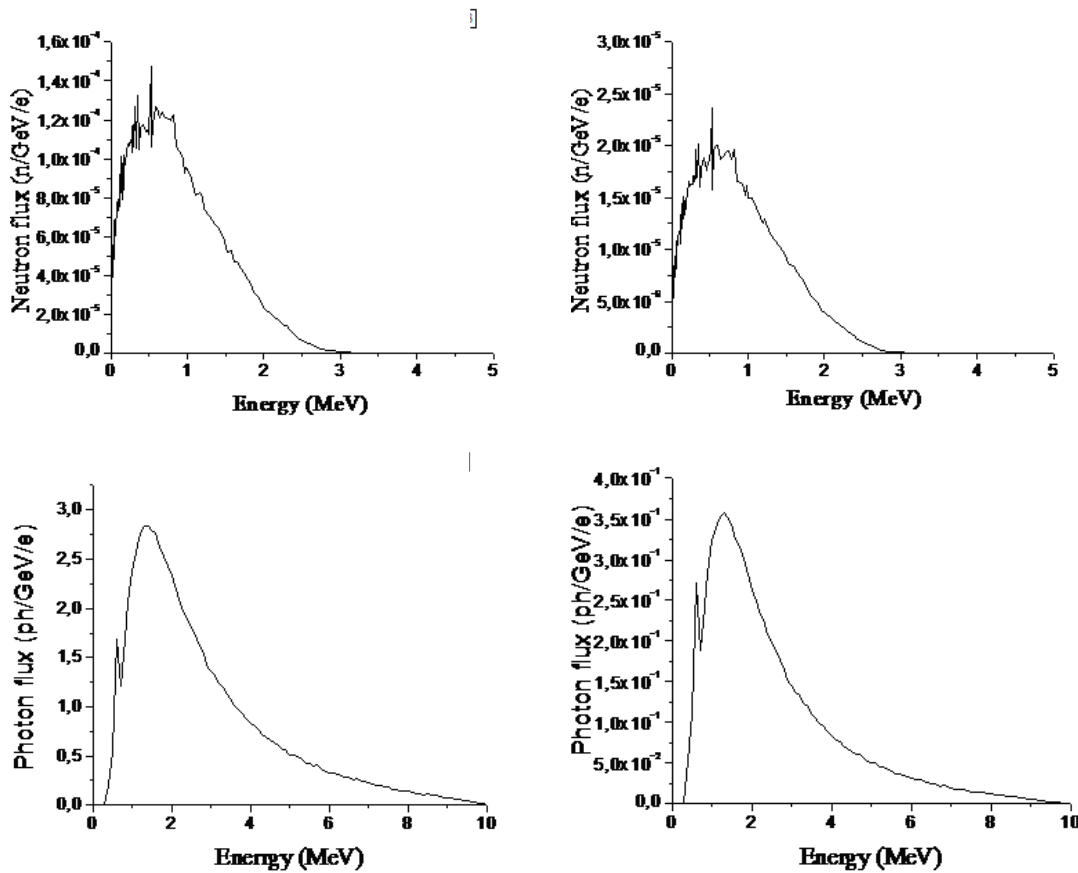 1,6x10⁻⁴
1,4x10⁻⁴
1,2x10⁻⁴
1,0x10⁻⁴
8,0x10⁻⁵
6,0x10⁻⁵
4,0x10⁻⁵
2,0x10⁻⁵
0,0
Neutron flux (n/GeV/e)
0 1 2 3 4 5
Energy (MeV)
3,0x10⁻⁵
2,5x10⁻⁵
2,0x10⁻⁵
1,5x10⁻⁵
1,0x10⁻⁵
5,0x10⁻⁶
0,0
Neutron flux (n/GeV/e)
0 1 2 3 4 5
Energy (MeV)
3,0
2,5
2,0
1,5
1,0
0,5
0,0
Photon flux (ph/GeV/e)
0 2 4 6 8 10
Enerrgy (MeV)
4,0x10⁻¹
3,5x10⁻¹
3,0x10⁻¹
2,5x10⁻¹
2,0x10⁻¹
1,5x10⁻¹
1,0x10⁻¹
5,0x10⁻²
0,0
Photon flux (ph/GeV/e)
0 2 4 6 8 10
Enerrgy (MeV)